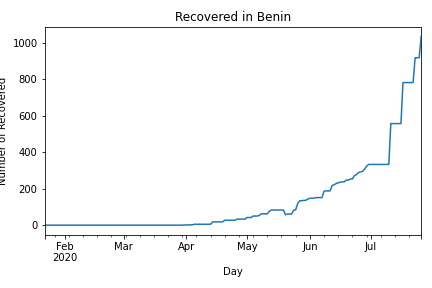 Recovered in Benin
1000
800
600
400
200
0
Number of Recovered
Feb
2020
Mar
Apr
May
Jun
Jul
Day